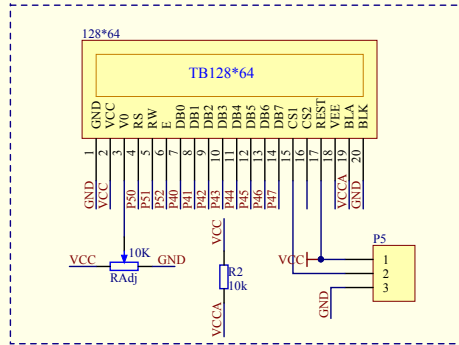 128*64
TB128*64
GND VCC V0 RS RW E DB0 DB1 DB2 DB3 DB4 DB5 DB6 DB7 CS1 CS2 REST VEE BLA BLK
1 2 3 4 5 6 7 8 9 10 11 12 13 14 15 16 17 18 19 20
GND VCC P50 P51 P52 P40 P41 P42 P43 P44 P45 P46 P47 VCCA GND
VCC
10K
VCC GND
RAdj
R2
10k
VCCA
P5
VCC 1
2
GND 3